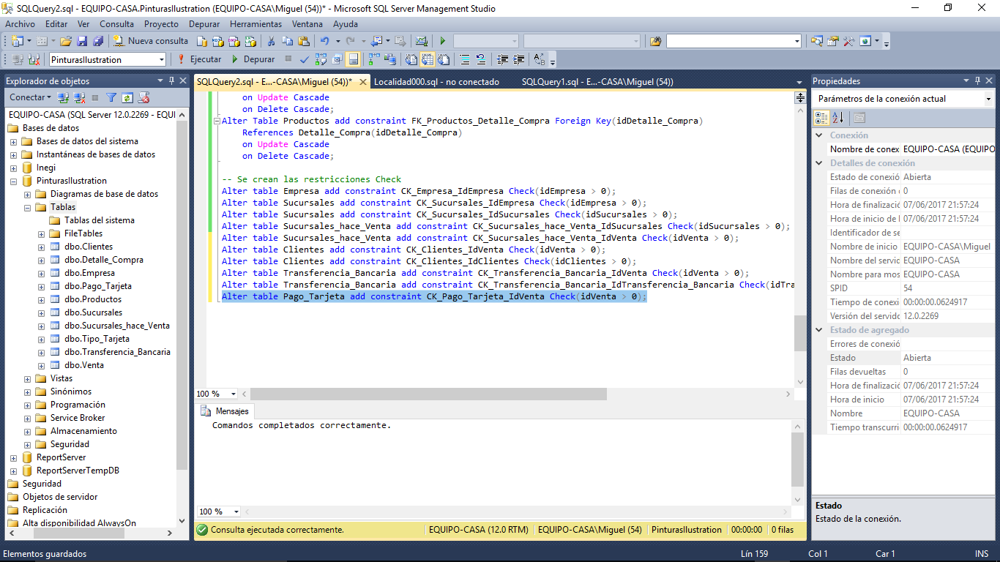 SQLQuery2.sql - EQUIPO-CASA.PinturasIlustration (EQUIPO-CASA\Miguel (54))* - Microsoft SQL Server Management Studio
Archivo Editar Ver Consulta Proyecto Depurar Herramientas Ventana Ayuda
Nueva consulta
PinturasIlustration Ejecutar Depurar
Explorador de objetos
Conectar
EQUIPO-CASA (SQL Server 12.0.2269 - EQUI
Bases de datos
Bases de datos del sistema
Instantáneas de bases de datos
Inegi
PinturasIlustration
Diagramas de base de datos
Tablas
Tablas del sistema
FileTables
dbo.Clientes
dbo.Detalle_Compra
dbo.Empresa
dbo.Pago_Tarjeta
dbo.Productos
dbo.Sucursales
dbo.Sucursales_hace_Venta
dbo.Tipo_Tarjeta
dbo.Transferencia_Bancaria
dbo.Venta
Vistas
Sinónimos
Programación
Service Broker
Almacenamiento
Seguridad
ReportServer
ReportServerTempDB
Seguridad
Objetos de servidor
Replicación
Alta disponibilidad AlwaysOn
SQLQuery2.sql - E...-CASA\Miguel (54))* Localidad000.sql - no conectado SQLQuery1.sql - E...-CASA\Miguel (54))
on Update Cascade
on Delete Cascade;
Alter Table Productos add constraint FK_Productos_Detalle_Compra Foreign Key(idDetalle_Compra)
References Detalle_Compra(idDetalle_Compra)
on Update Cascade
on Delete Cascade;
-- Se crean las restricciones Check
Alter table Empresa add constraint CK_Empresa_IdEmpresa Check(idEmpresa > 0);
Alter table Sucursales add constraint CK_Sucursales_IdEmpresa Check(idEmpresa > 0);
Alter table Sucursales add constraint CK_Sucursales_IdSucursales Check(idSucursales > 0);
Alter table Sucursales_hace_Venta add constraint CK_Sucursales_hace_Venta_IdSucursales Check(idSucursales > 0);
Alter table Sucursales_hace_Venta add constraint CK_Sucursales_hace_Venta_IdVenta Check(idVenta > 0);
Alter table Clientes add constraint CK_Clientes_IdVenta Check(idVenta > 0);
Alter table Clientes add constraint CK_Clientes_IdClientes Check(idClientes > 0);
Alter table Transferencia_Bancaria add constraint CK_Transferencia_Bancaria_IdVenta Check(idVenta > 0);
Alter table Transferencia_Bancaria add constraint CK_Transferencia_Bancaria_IdTransferencia_Bancaria Check(idTra
Alter table Pago_Tarjeta add constraint CK_Pago_Tarjeta_IdVenta Check(idVenta > 0);
100 %
Mensajes
Comandos completados correctamente.
100 %
Consulta ejecutada correctamente. EQUIPO-CASA (12.0 RTM) EQUIPO-CASA\Miguel (54) PinturasIlustration 00:00:00 0 filas
Propiedades
Parámetros de la conexión actual
Conexión
Nombre de conex EQUIPO-CASA (EQUIPO
Detalles de conexión
Estado de conexió Abierta
Filas de conexión 0
Hora de finalizació 07/06/2017 21:57:24
Hora de inicio de l 07/06/2017 21:57:24
Identificador de se
Nombre de inicio EQUIPO-CASA\Miguel
Nombre del servid EQUIPO-CASA
Nombre para mos EQUIPO-CASA
SPID 54
Tiempo de conexi 00:00:00.0624917
Versión del servidc 12.0.2269
Estado de agregado
Errores de conexió
Estado Abierta
Filas devueltas 0
Hora de finalizació 07/06/2017 21:57:24
Hora de inicio 07/06/2017 21:57:24
Nombre EQUIPO-CASA
Tiempo transcurri 00:00:00.0624917
Estado
Estado de la conexión.
Elementos guardados Lín 159 Col 1 Car 1 INS